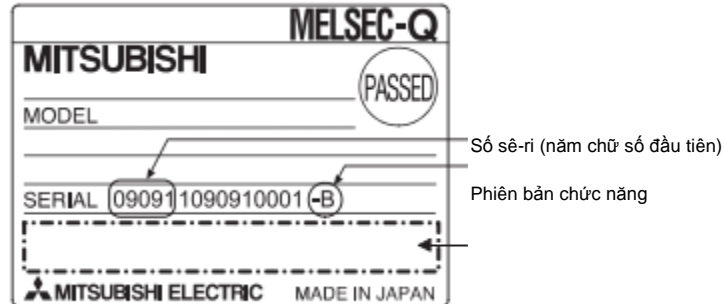 MELSEC-Q
MITSUBISHI
PASSED
MODEL
Số sê-ri (năm chữ số đầu tiên)
SERIAL 090911090910001-B
Phiên bản chức năng
MITSUBISHI ELECTRIC MADE IN JAPAN